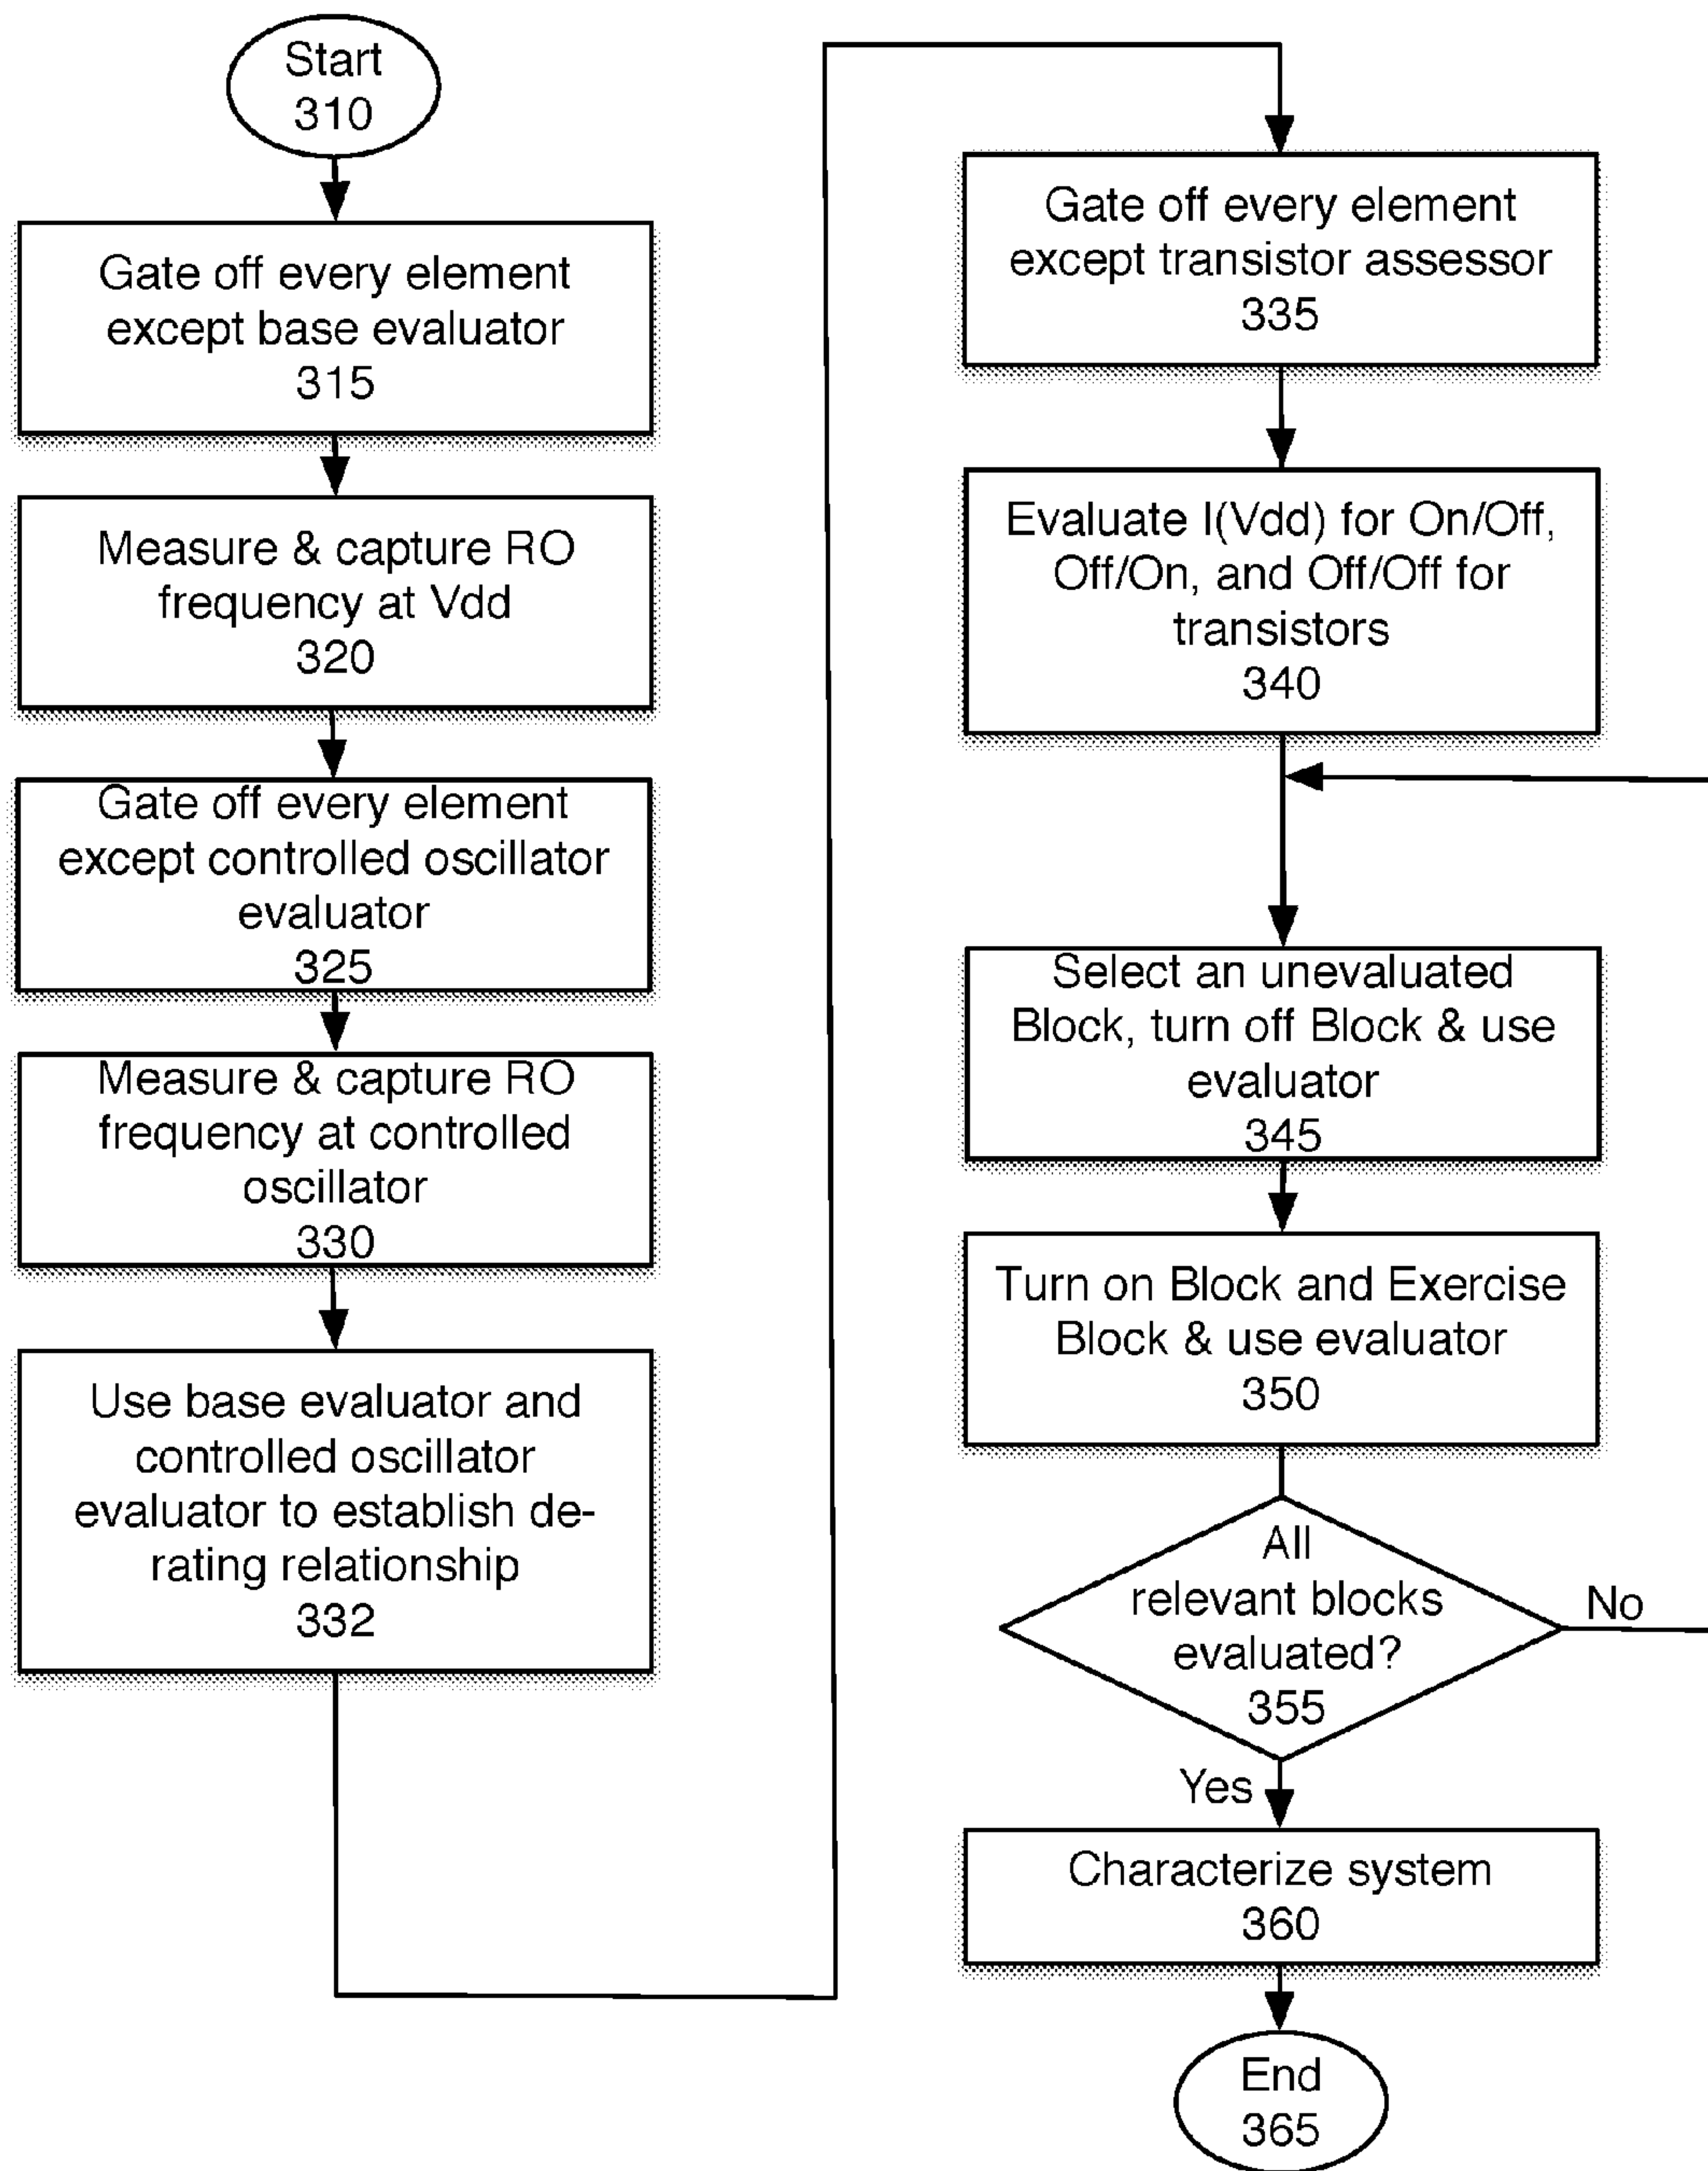 Start
310
Gate off every element
except base evaluator
315
Measure & capture RO
frequency at Vdd
320
Gate off every element
except controlled oscillator
evaluator
325
Measure & capture RO
frequency at controlled
oscillator
330
Use base evaluator and
controlled oscillator
evaluator to establish de-
rating relationship
332
Gate off every element
except transistor assessor
335
Evaluate I(Vdd) for On/Off,
Off/On, and Off/Off for
transistors
340
Select an unevaluated
Block, turn off Block & use
evaluator
345
Turn on Block and Exercise
Block & use evaluator
350
All
relevant blocks
evaluated?
355
No
Yes
Characterize system
360
End
365